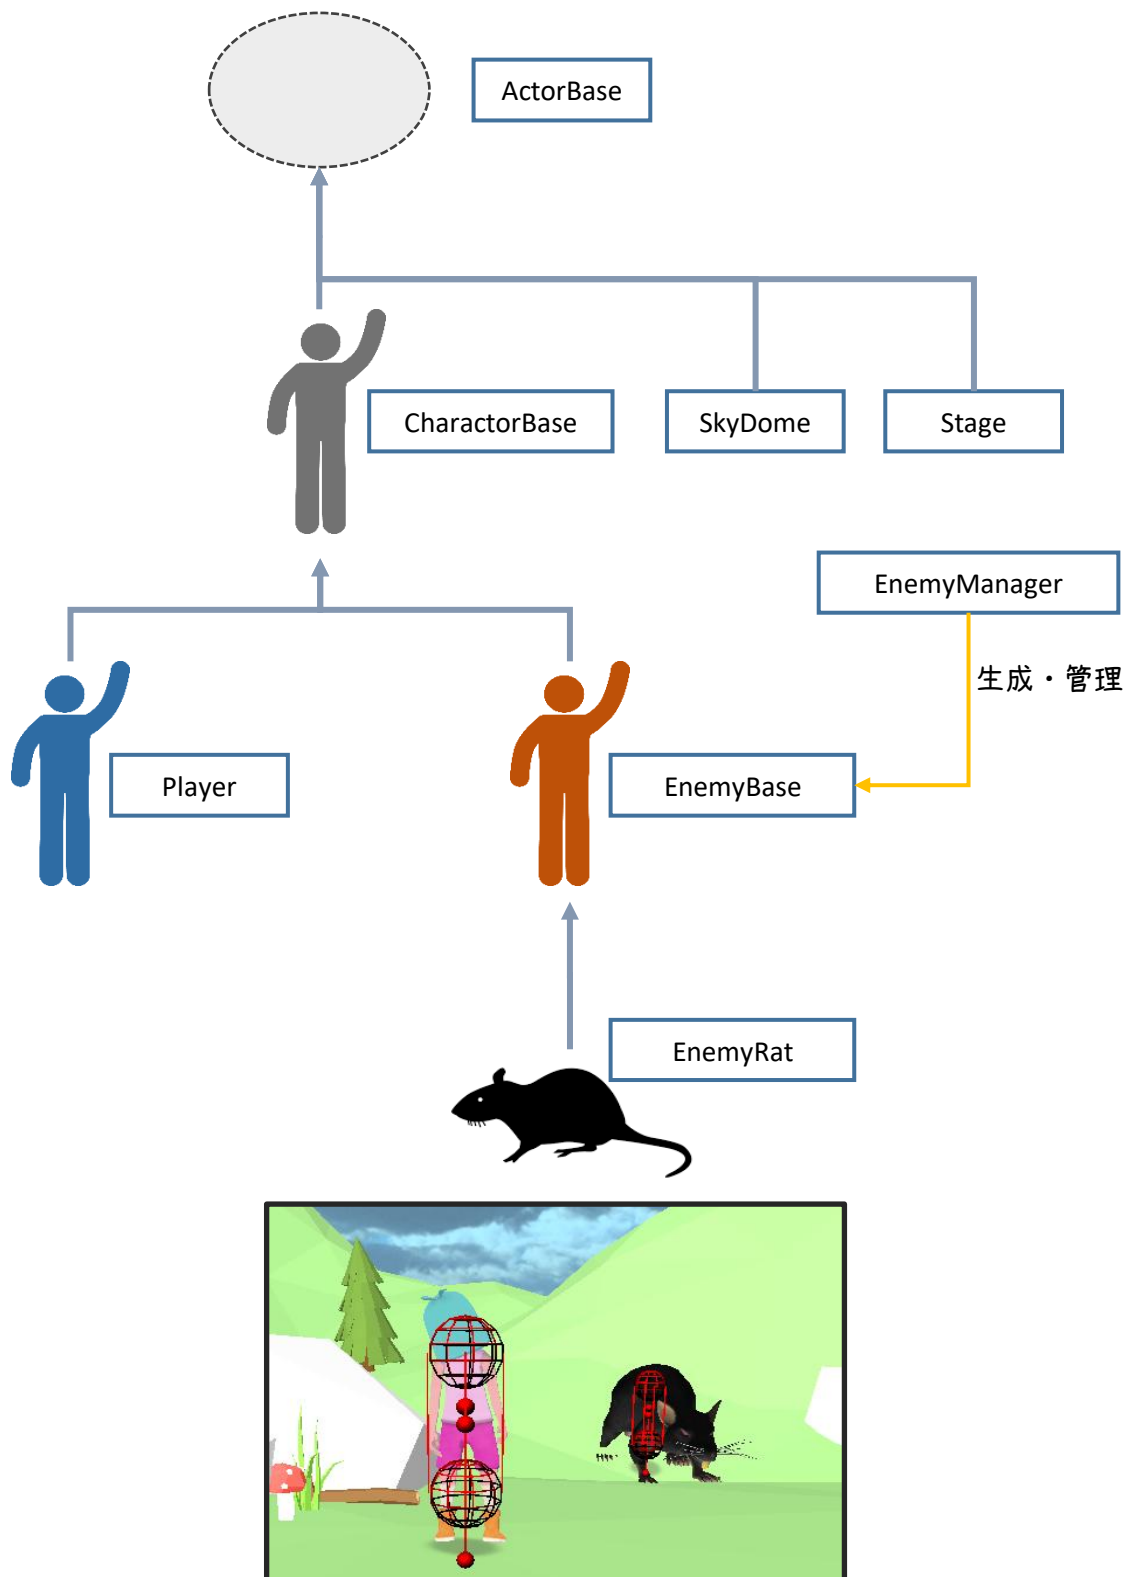 ActorBase
CharactorBase
SkyDome
Stage
EnemyManager
生成・管理
Player
EnemyBase
EnemyRat